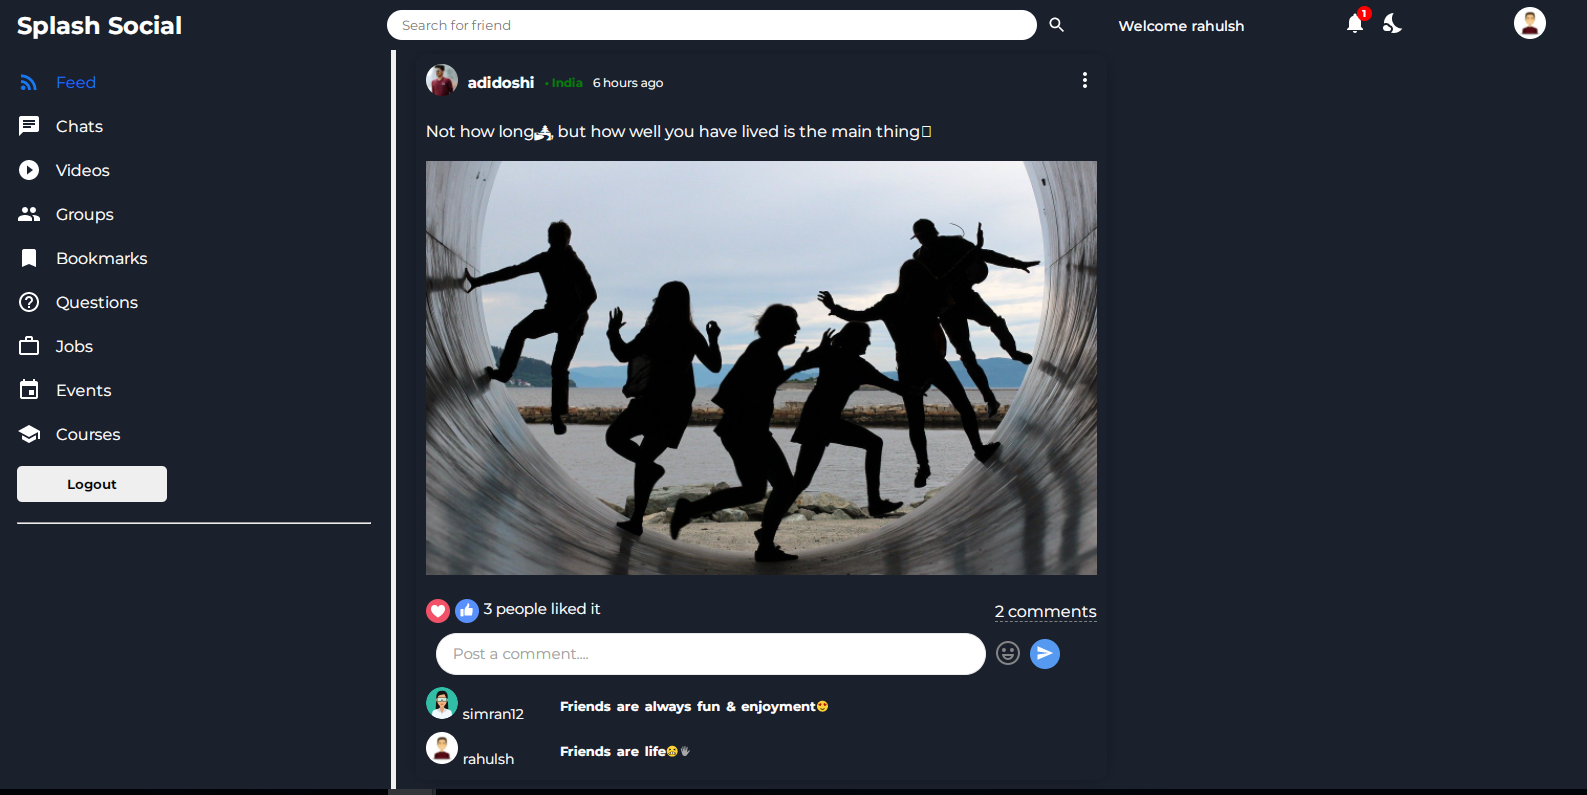 Splash Social
Search for friend
Welcome rahulsh
1
Feed
Chats
Videos
Groups
Bookmarks
Questions
Jobs
Events
Courses
Logout
adidoshi • India 6 hours ago
Not how long🏞, but how well you have lived is the main thing▯
3 people liked it
2 comments
Post a comment....
simran12 Friends are always fun & enjoyment😍
rahulsh Friends are life🤗👋